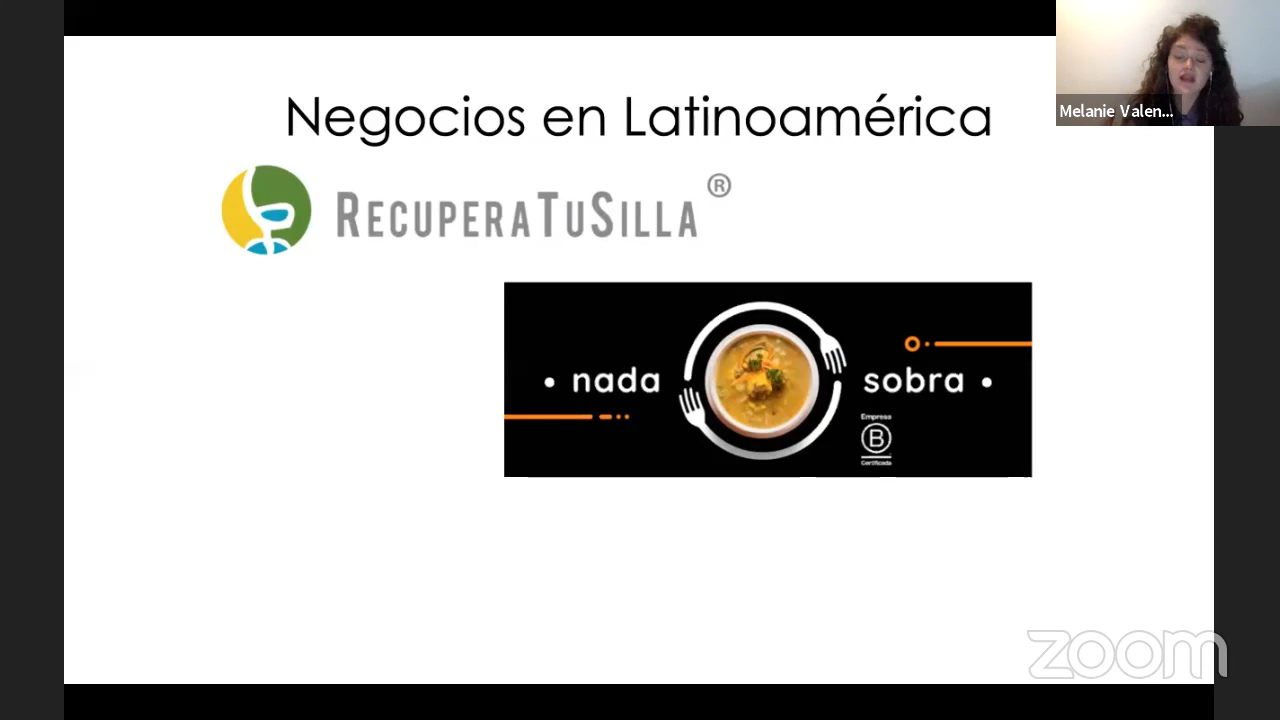 Negocios en Latinoamérica
Melanie Valen...
RECUPERATUSILLA ®
• nada
sobra •
Empresa
B
Certificada
zoom